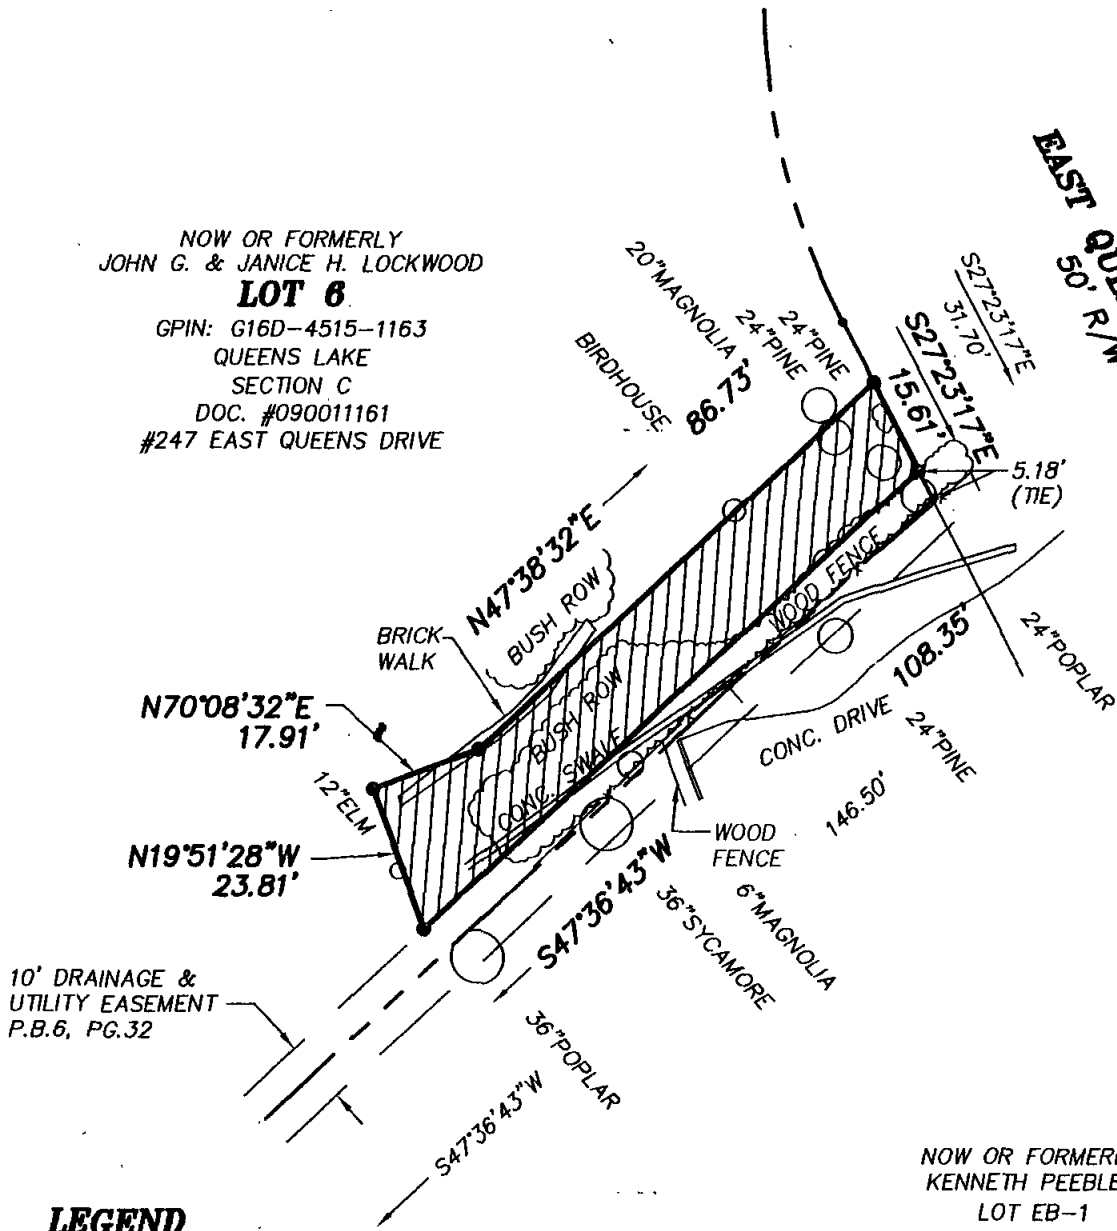 NOW OR FORMERLY
JOHN G. & JANICE H. LOCKWOOD
LOT 6
GPIN: G16D-4515-1163
QUEENS LAKE
SECTION C
DOC. #090011161
#247 EAST QUEENS DRIVE
EAST
50' R/W
20"MAGNOLIA
24"PINE
24"PINE
BIRDHOUSE
86.73'
S27°23'17"E
31.70'
S27°23'17"E
15.61'
5.18'
(TIE)
N47°38'32"E
BUSH ROW
BRICK
WALK
WOOD FENCE
24"POPLAR
N70°08'32"E
17.91'
BUSH ROW
CONC. SWALE
108.35'
CONC. DRIVE
24"PINE
12"ELM
N19°51'28"W
23.81'
146.50'
WOOD
FENCE
S47°36'43"W
6"MAGNOLIA
36"SYCAMORE
10' DRAINAGE &
UTILITY EASEMENT
P.B.6, PG.32
36"POPLAR
S47°36'43"W
NOW OR FORMER
KENNETH PEEBLE
LOT EB-1
LEGEND